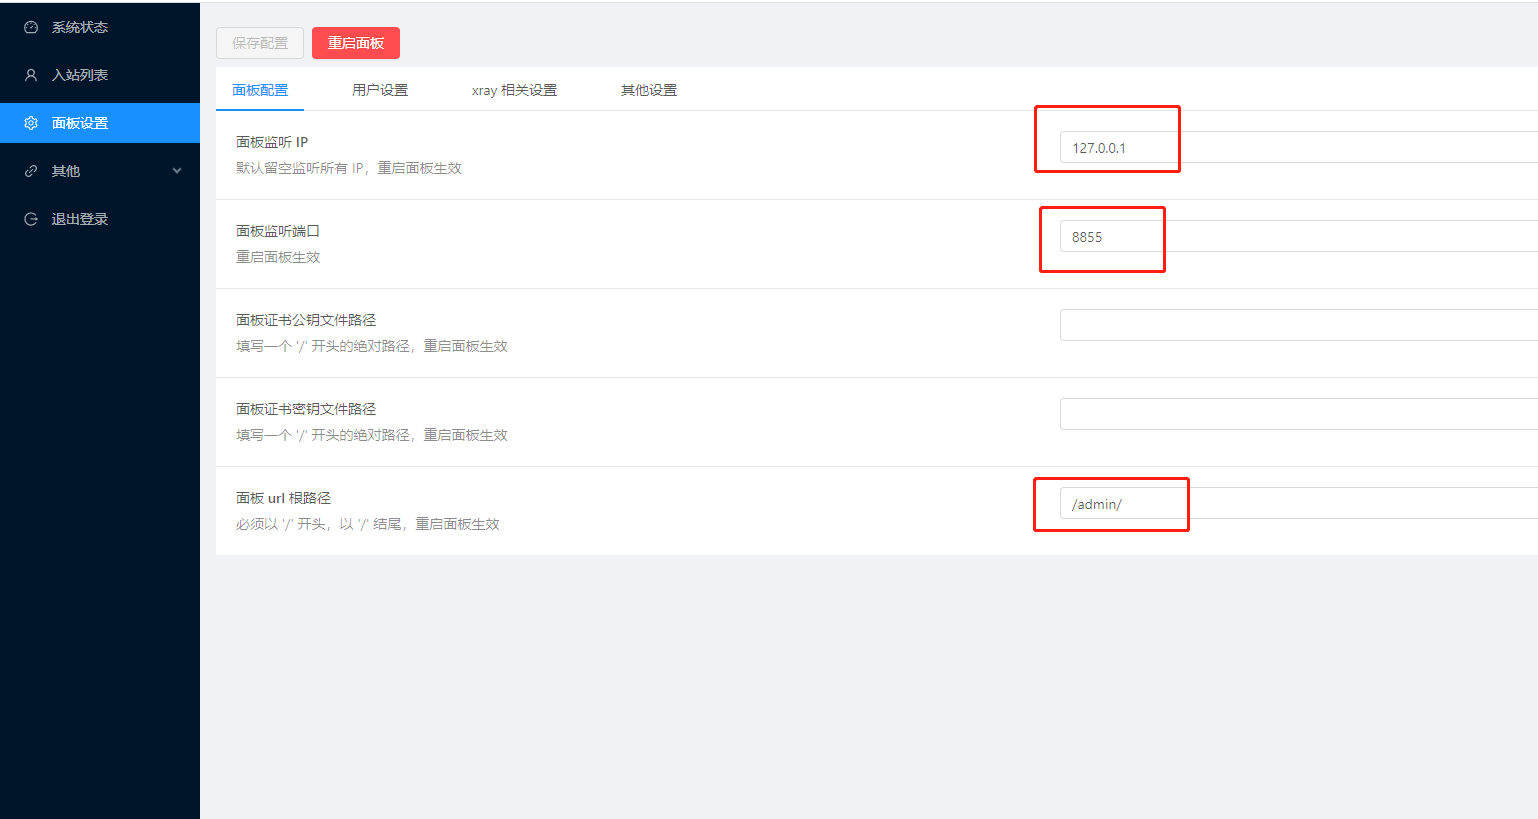 系统状态
入站列表
面板设置
其他
退出登录
保存配置
重启面板
面板配置
用户设置
xray 相关设置
其他设置
面板监听 IP
默认留空监听所有 IP，重启面板生效
127.0.0.1
面板监听端口
重启面板生效
8855
面板证书公钥文件路径
填写一个 '/' 开头的绝对路径，重启面板生效
面板证书密钥文件路径
填写一个 '/' 开头的绝对路径，重启面板生效
面板 url 根路径
必须以 '/' 开头，以 '/' 结尾，重启面板生效
/admin/